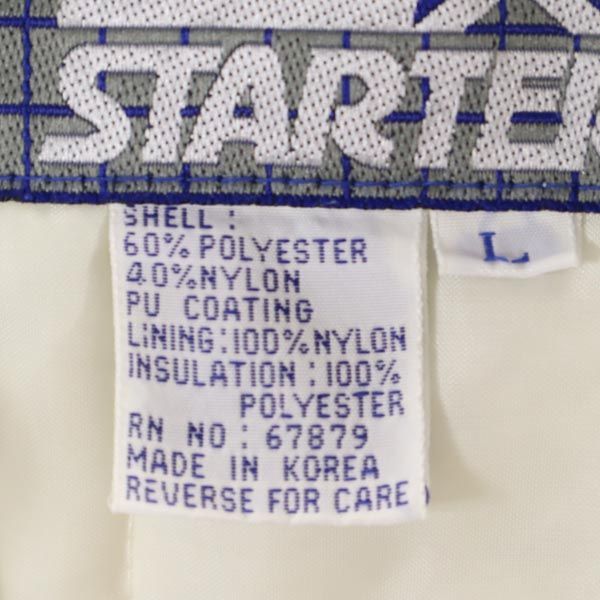 STARTER
SHELL :
60% POLYESTER
40%NYLON
PU COATING
LINING:100%NYLON
INSULATION:100%
POLYESTER
RN NO: 67879
MADE IN KOREA
REVERSE FOR CARE
L